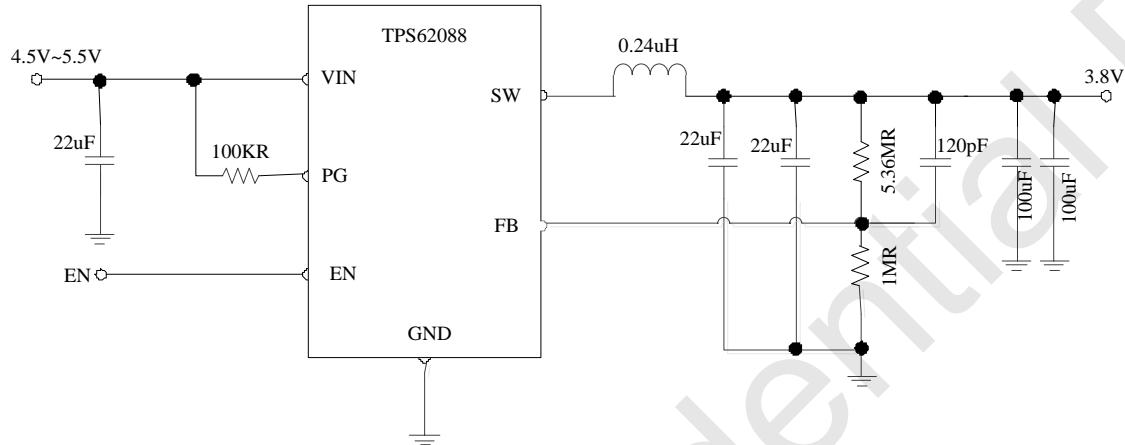 TPS62088
4.5V~5.5V
0.24uH
3.8V
VIN
SW
22uF
100KR
PG
22uF
22uF
5.36MR
120pF
100uF
100uF
FB
EN
EN
1MR
GND